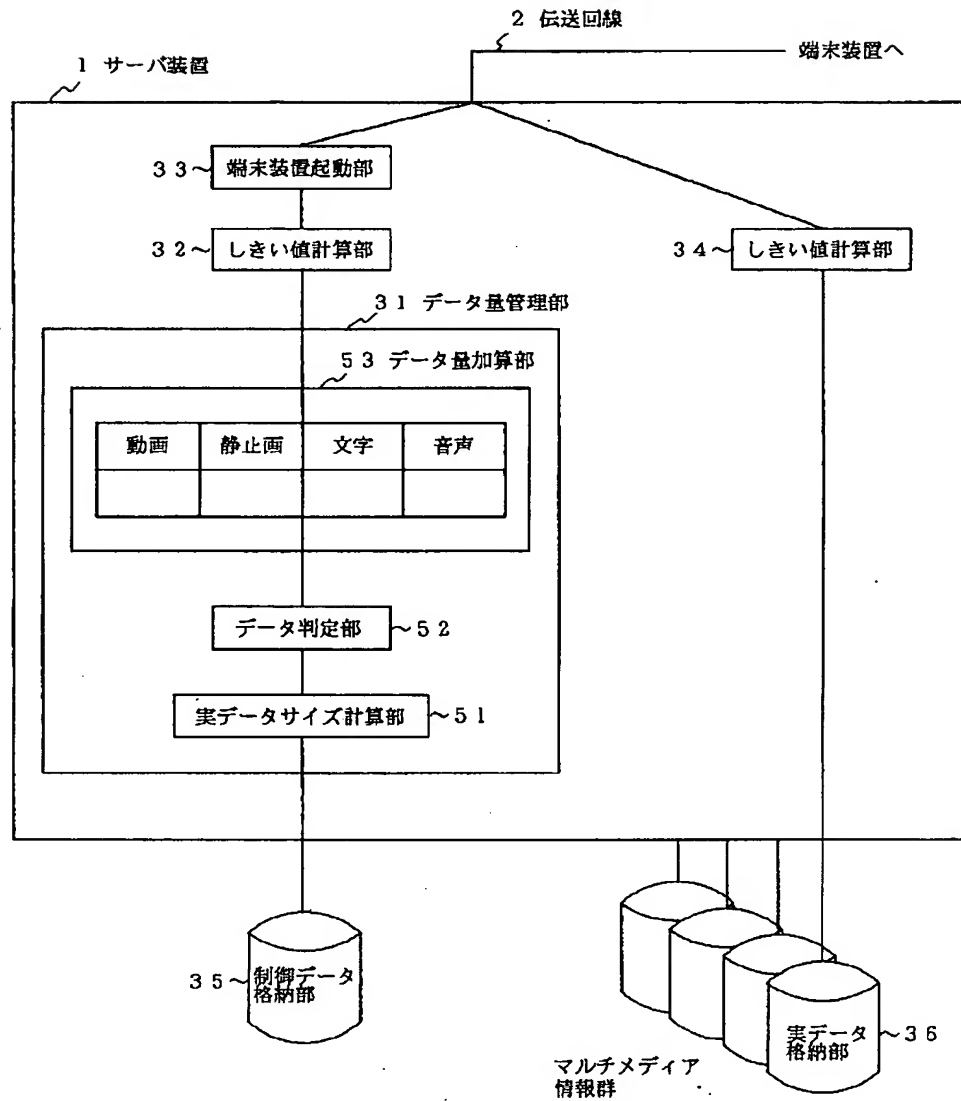 2 伝送回線
端末装置へ
1 サーバ装置
33~端末装置起動部
32~しきい値計算部
34~しきい値計算部
31 データ量管理部
53 データ量加算部
動画 静止画 文字 音声
データ判定部~52
実データサイズ計算部~51
35~制御データ
格納部
実データ~36
格納部
マルチメディア
情報群